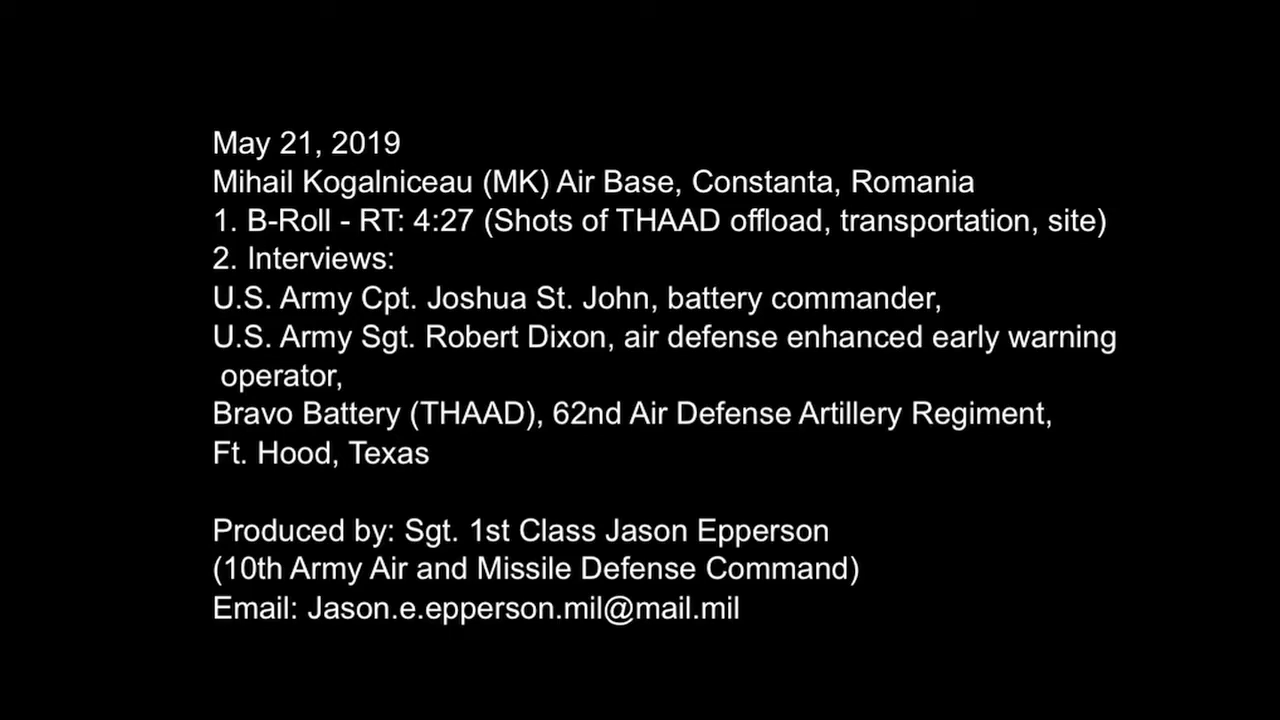 May 21, 2019
Mihail Kogalniceau (MK) Air Base, Constanta, Romania
1. B-Roll - RT: 4:27 (Shots of THAAD offload, transportation, site)
2. Interviews:
U.S. Army Cpt. Joshua St. John, battery commander,
U.S. Army Sgt. Robert Dixon, air defense enhanced early warning
operator,
Bravo Battery (THAAD), 62nd Air Defense Artillery Regiment,
Ft. Hood, Texas
Produced by: Sgt. 1st Class Jason Epperson
(10th Army Air and Missile Defense Command)
Email: Jason.e.epperson.mil@mail.mil